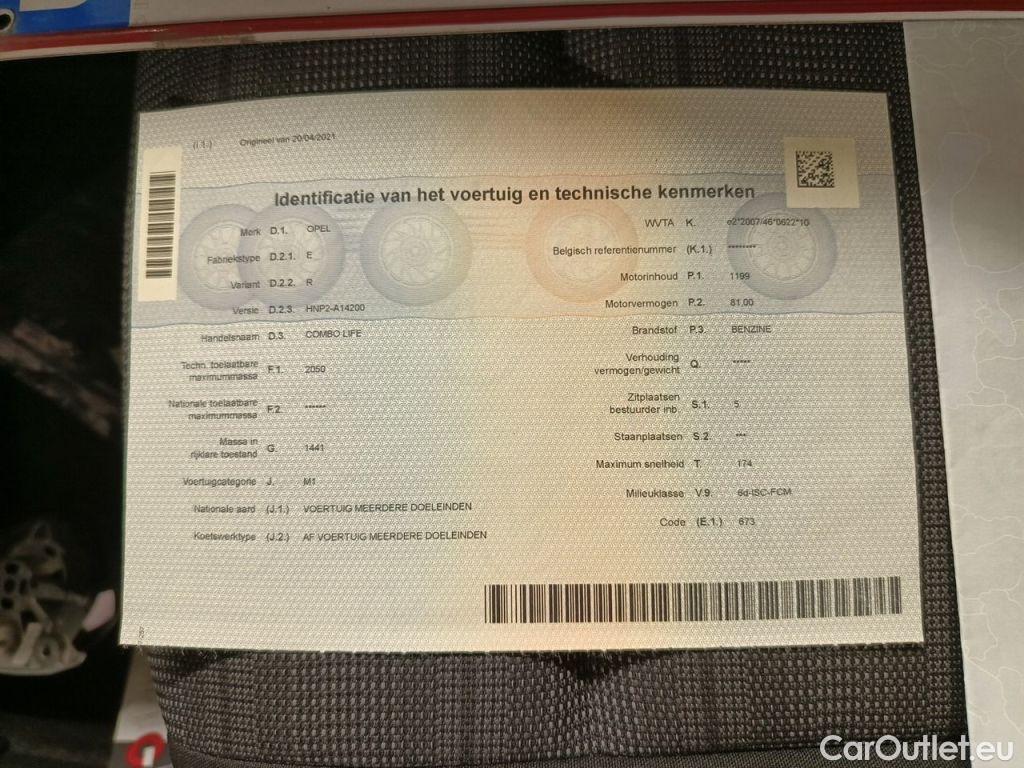 (I.1.) Origineel van 20/04/2021
Identificatie van het voertuig en technische kenmerken
Merk D.1. OPEL
Fabriekstype D.2.1. E
Variant D.2.2. R
Versie D.2.3. HNP2-A14200
Handelsnaam D.3. COMBO LIFE
Techn. toelaatbare
maximummassa F.1. 2050
Nationale toelaatbare
maximummassa F.2. ******
Massa in
rijklare toestand G. 1441
Voertuigcategorie J. M1
Nationale aard (J.1.) VOERTUIG MEERDERE DOELEINDEN
Koetswerktype (J.2.) AF VOERTUIG MEERDERE DOELEINDEN
WVTA K. e2*2007/46*0622*10
Belgisch referentienummer (K.1.) ********
Motorinhoud P.1. 1199
Motorvermogen P.2. 81,00
Brandstof P.3. BENZINE
Verhouding
vermogen/gewicht Q. *****
Zitplaatsen
bestuurder inb. S.1. 5
Staanplaatsen S.2. ***
Maximum snelheid T. 174
Milieuklasse V.9. 6d-ISC-FCM
Code (E.1.) 673
CarOutlet.eu